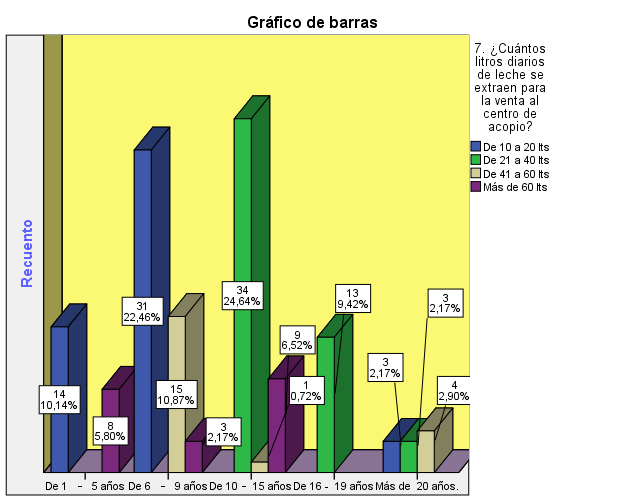 Gráfico de barras
Recuento
7. ¿Cuántos
litros diarios
de leche se
extraen para
la venta al
centro de
acopio?
De 10 a 20 lts
De 21 a 40 lts
De 41 a 60 lts
Más de 60 lts
14
10,14%
8
5,80%
31
22,46%
15
10,87%
3
2,17%
34
24,64%
1
0,72%
9
6,52%
13
9,42%
3
2,17%
3
2,17%
4
2,90%
De 1 - 5 años De 6 - 9 años De 10 - 15 años De 16 - 19 años Más de 20 años.